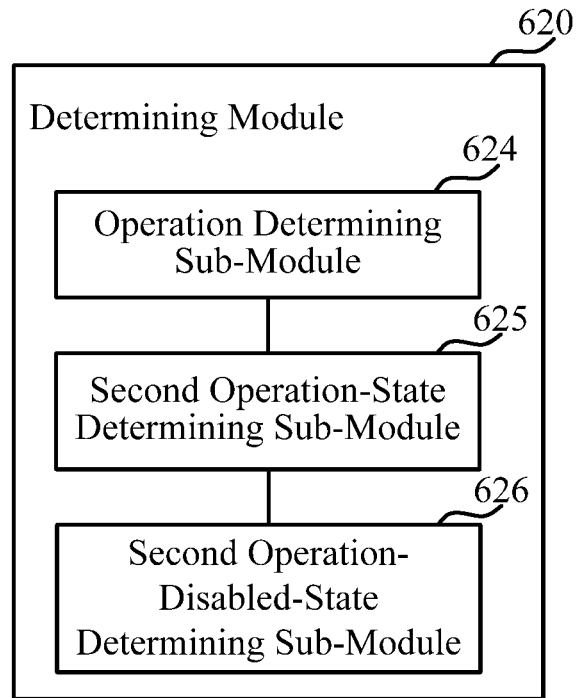 620
Determining Module
624
Operation Determining
Sub-Module
625
Second Operation-State
Determining Sub-Module
626
Second Operation-
Disabled-State
Determining Sub-Module